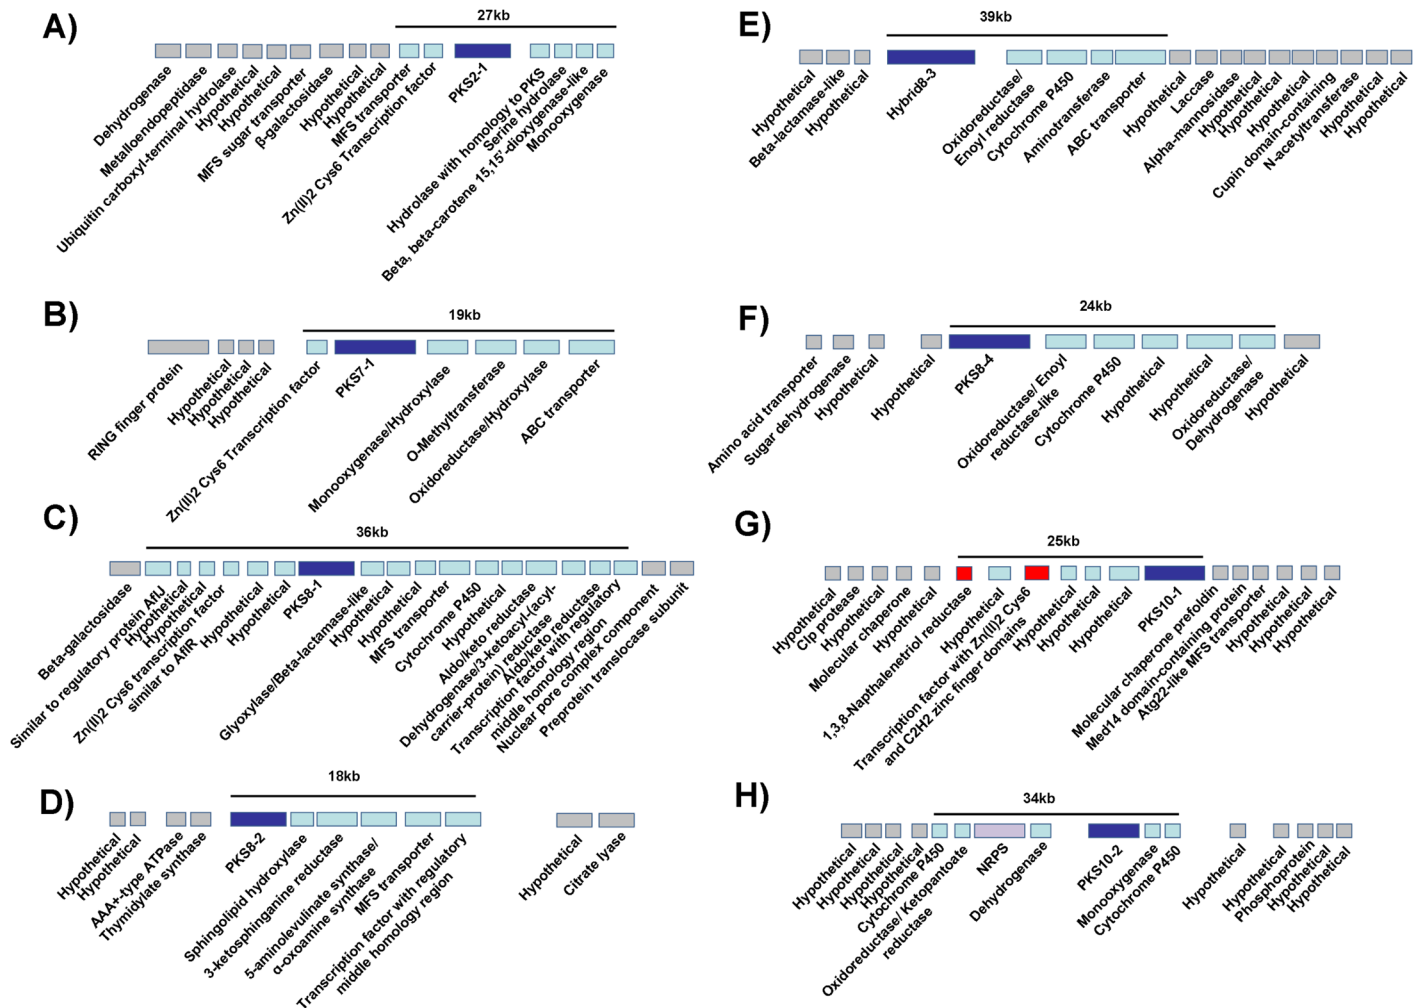 A)
27kb
Dehydrogenase
Metalloendopeptidase
Ubiquitin carboxyl-terminal hydrolase
Hypothetical
Hypothetical
MFS sugar transporter
β-galactosidase
Hypothetical
Hypothetical
MFS transporter
Zn(II)2 Cys6 Transcription factor
PKS2-1
Hydrolase with homology to PKS
Serine hydrolase
Beta, beta-carotene 15,15'-dioxygenase-like
Monooxygenase
B)
19kb
RING finger protein
Hypothetical
Hypothetical
Hypothetical
Zn(II)2 Cys6 Transcription factor
PKS7-1
Monooxygenase/Hydroxylase
O-Methyltransferase
Oxidoreductase/Hydroxylase
ABC transporter
C)
36kb
Beta-galactosidase
Similar to regulatory protein AflJ
Hypothetical
Hypothetical
Zn(II)2 Cys6 transcription factor
similar to AflR
Hypothetical
Hypothetical
PKS8-1
Glyoxylase/Beta-lactamase-like
Hypothetical
Hypothetical
MFS transporter
Cytochrome P450
Hypothetical
Aldo/keto reductase
Dehydrogenase/3-ketoacyl-(acyl-
carrier-protein) reductase
Aldo/keto reductase
Transcription factor with regulatory
middle homology region
Nuclear pore complex component
Preprotein translocase subunit
D)
18kb
Hypothetical
Hypothetical
AAA+-type ATPase
Thymidylate synthase
PKS8-2
Sphingolipid hydroxylase
3-ketosphinganine reductase
5-aminolevulinate synthase/
α-oxoamine synthase
MFS transporter
Transcription factor with regulatory
middle homology region
Hypothetical
Citrate lyase
E)
39kb
Hypothetical
Beta-lactamase-like
Hypothetical
Hybrid8-3
Oxidoreductase/
Enoyl reductase
Cytochrome P450
Aminotransferase
ABC transporter
Hypothetical
Laccase
Alpha-mannosidase
Hypothetical
Hypothetical
Hypothetical
Cupin domain-containing
N-acetyltransferase
Hypothetical
Hypothetical
F)
24kb
Amino acid transporter
Sugar dehydrogenase
Hypothetical
Hypothetical
PKS8-4
Oxidoreductase/ Enoyl
reductase-like
Cytochrome P450
Hypothetical
Hypothetical
Oxidoreductase/
Dehydrogenase
Hypothetical
G)
25kb
Hypothetical
Clp protease
Hypothetical
Molecular chaperone
Hypothetical
1,3,8-Napthalenetriol reductase
Hypothetical
Transcription factor with Zn(II)2 Cys6
and C2H2 zinc finger domains
Hypothetical
Hypothetical
Hypothetical
PKS10-1
Molecular chaperone prefoldin
Med14 domain-containing protein
Atg22-like MFS transporter
Hypothetical
Hypothetical
Hypothetical
H)
34kb
Hypothetical
Hypothetical
Hypothetical
Hypothetical
Cytochrome P450
Oxidoreductase/ Ketopantoate
reductase
NRPS
Dehydrogenase
PKS10-2
Monooxygenase
Cytochrome P450
Hypothetical
Hypothetical
Phosphoprotein
Hypothetical
Hypothetical